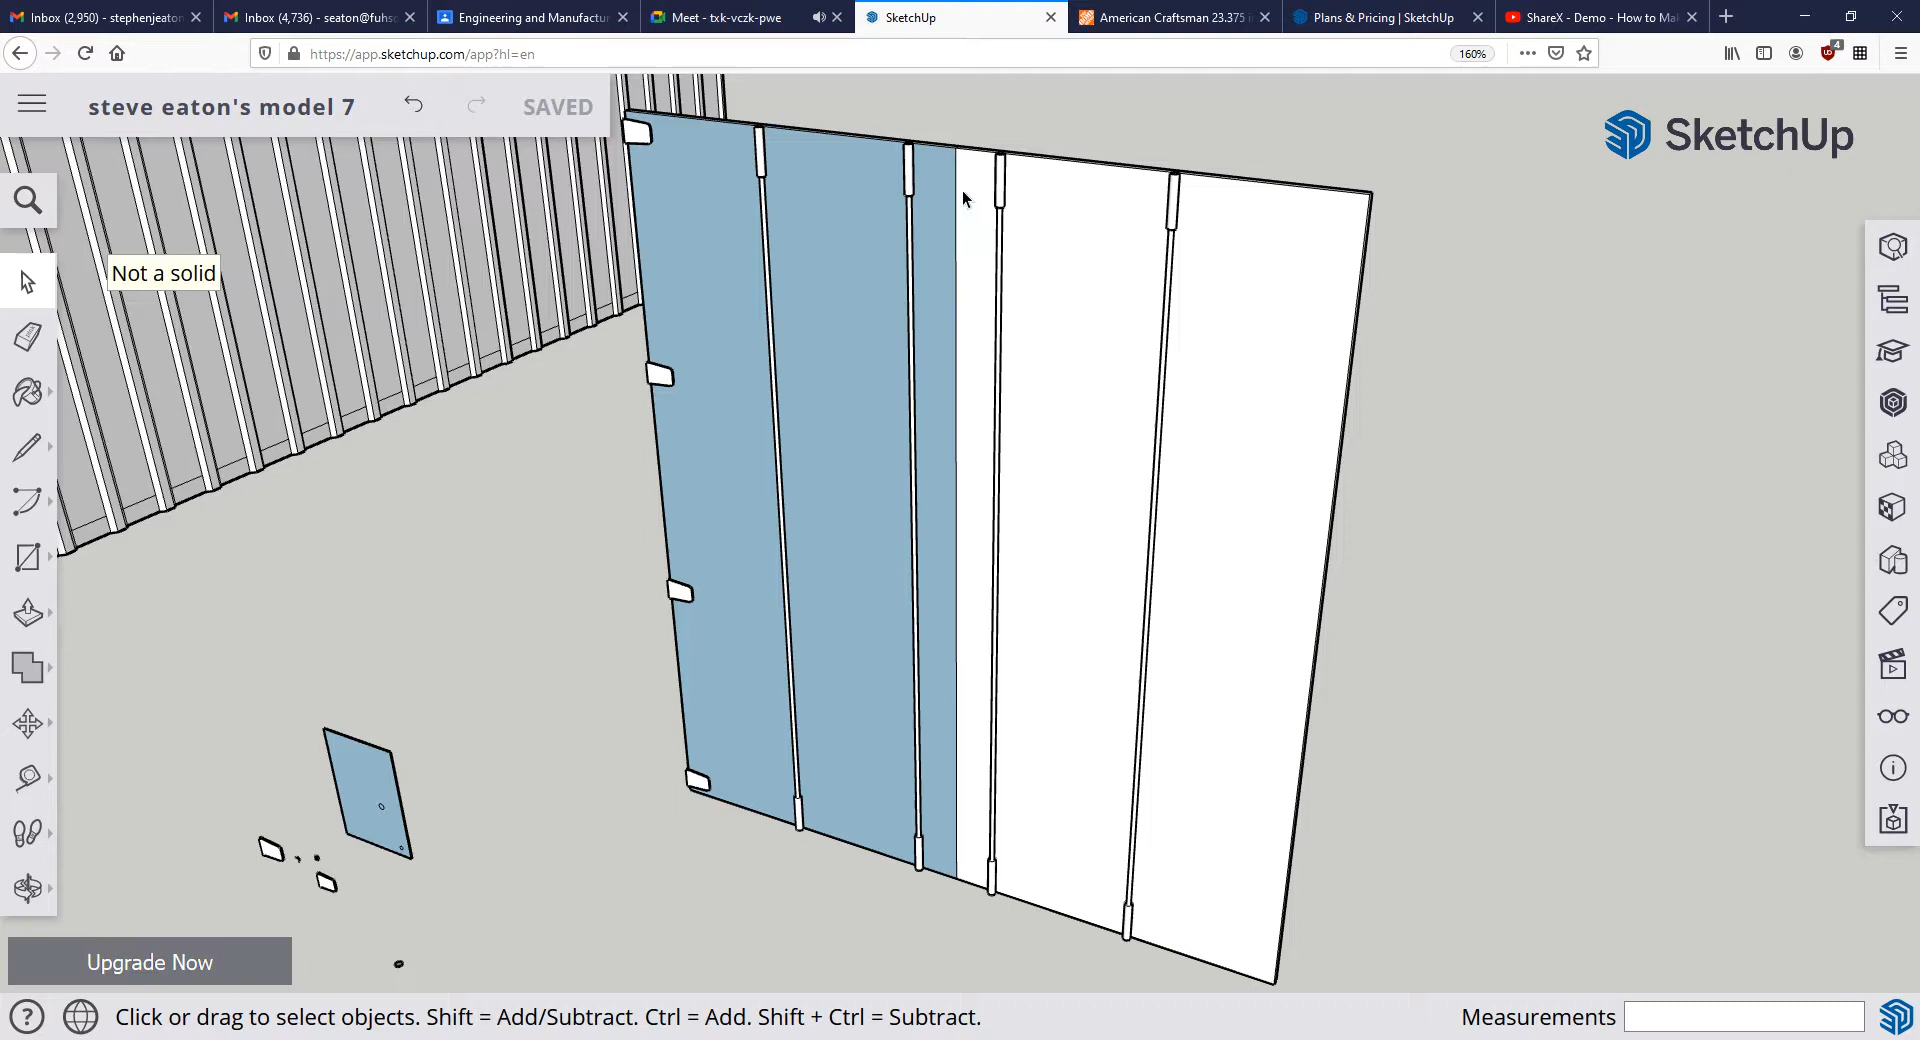 Inbox (2,950) - stephenjeaton
Inbox (4,736) - seaton@fuhs
Engineering and Manufactur
Meet - txk-vczk-pwe
SketchUp
American Craftsman 23.375 i
Plans & Pricing | SketchUp
ShareX - Demo - How to Ma
https://app.sketchup.com/app?hl=en
160%
4
steve eaton's model 7
SAVED
SketchUp
Not a solid
Upgrade Now
Click or drag to select objects. Shift = Add/Subtract. Ctrl = Add. Shift + Ctrl = Subtract.
Measurements